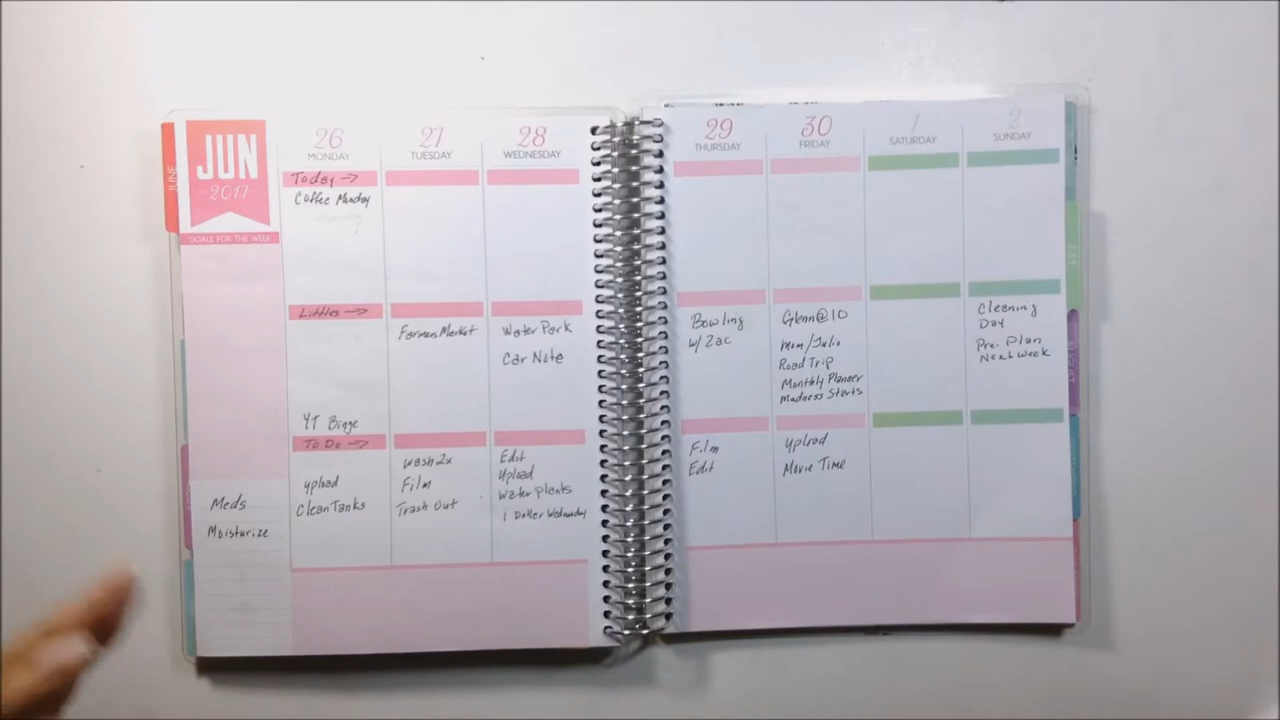 JUN
2017
GOALS FOR THE WEEK
Meds
Moisturize
26
MONDAY
Today →
Coffee Monday
Littles →
YT Binge
To Do →
upload
Clean Tanks
27
TUESDAY
Farmers Market
Wash 2x
Film
Trash Out
28
WEDNESDAY
Water Park
Car Note
Edit
Upload
Water plants
1 Dollar Wednesday
29
THURSDAY
Bowling
w/ Zac
Film
Edit
30
FRIDAY
Glenn@10
Mom/Julio
Road Trip
Monthly Planner
Madness Starts
upload
Movie Time
1
SATURDAY
2
SUNDAY
Cleaning
Day
Pre-Plan
Next Week
JUNE